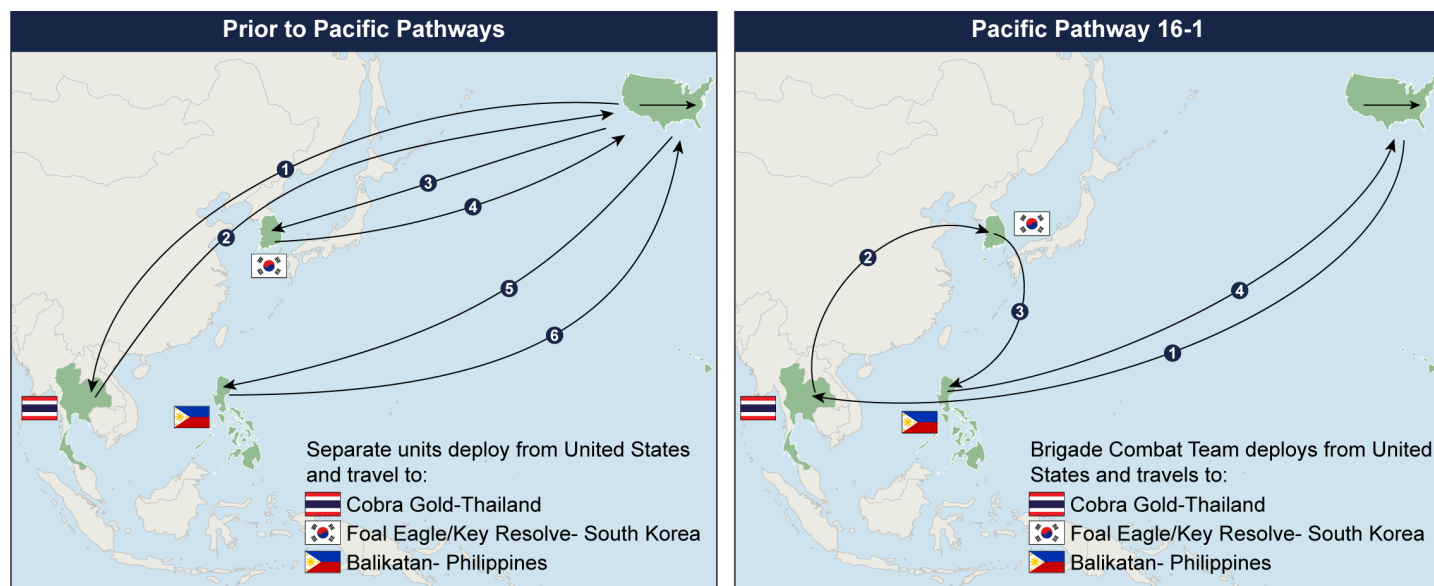 Prior to Pacific Pathways
1
2
3
4
5
6
Separate units deploy from United States
and travel to:
Cobra Gold-Thailand
Foal Eagle/Key Resolve- South Korea
Balikatan- Philippines
Pacific Pathway 16-1
2
3
4
1
Brigade Combat Team deploys from United
States and travels to:
Cobra Gold-Thailand
Foal Eagle/Key Resolve- South Korea
Balikatan- Philippines